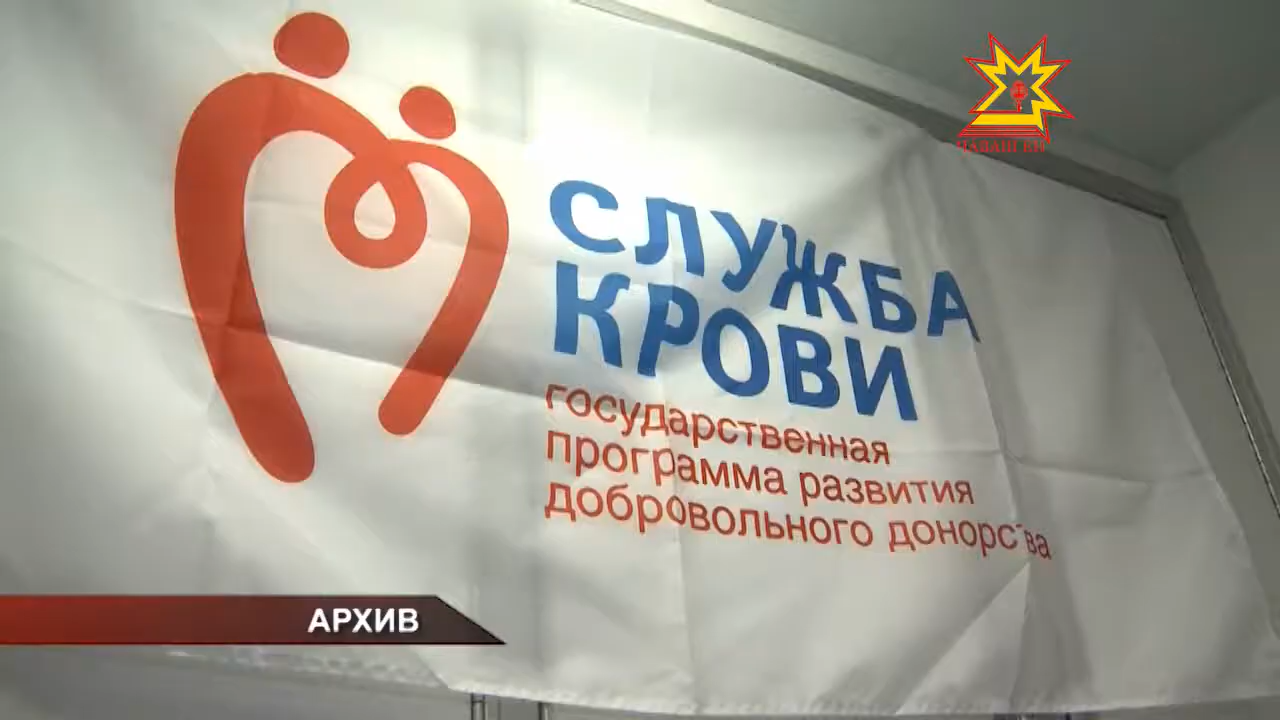 СЛУЖБА
КРОВИ
государственная
программа развития
добровольного донорства
АРХИВ